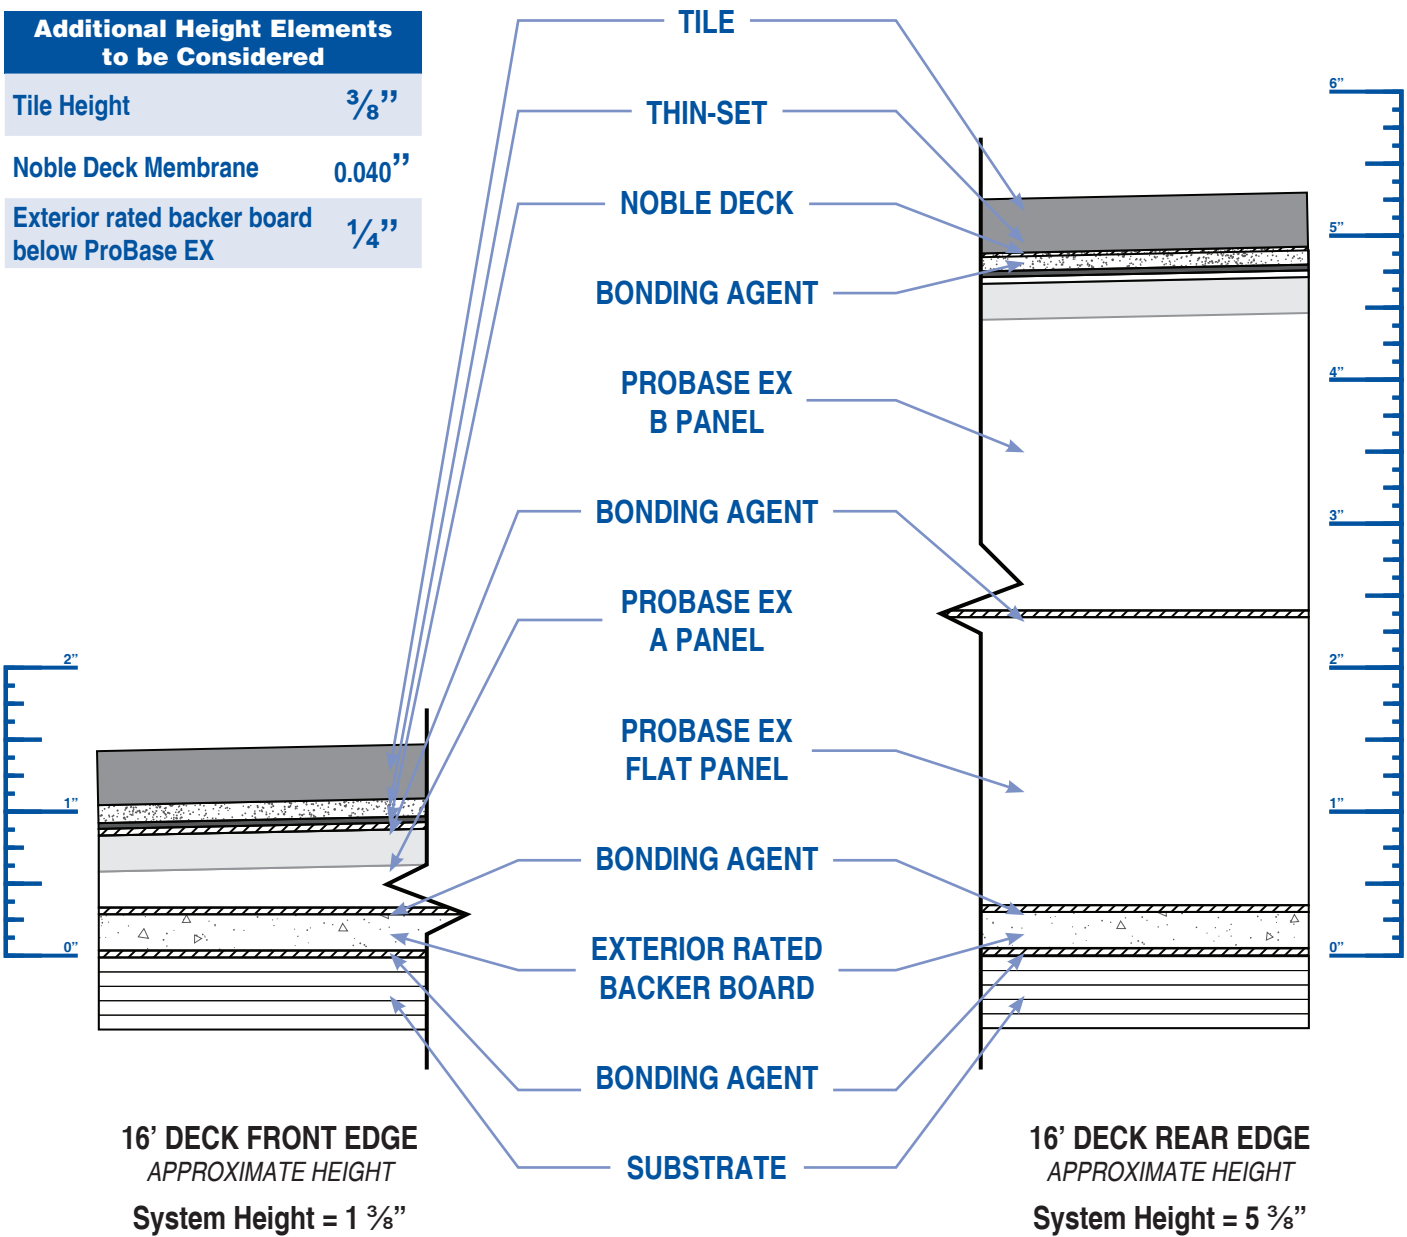 Additional Height Elements
to be Considered
Tile Height ⅜”
Noble Deck Membrane 0.040”
Exterior rated backer board
below ProBase EX ¼”
TILE
THIN-SET
NOBLE DECK
BONDING AGENT
PROBASE EX
B PANEL
BONDING AGENT
PROBASE EX
A PANEL
PROBASE EX
FLAT PANEL
BONDING AGENT
EXTERIOR RATED
BACKER BOARD
BONDING AGENT
SUBSTRATE
2”
1”
0”
6”
5”
4”
3”
2”
1”
0”
16’ DECK FRONT EDGE
APPROXIMATE HEIGHT
System Height = 1 ⅜”
16’ DECK REAR EDGE
APPROXIMATE HEIGHT
System Height = 5 ⅜”